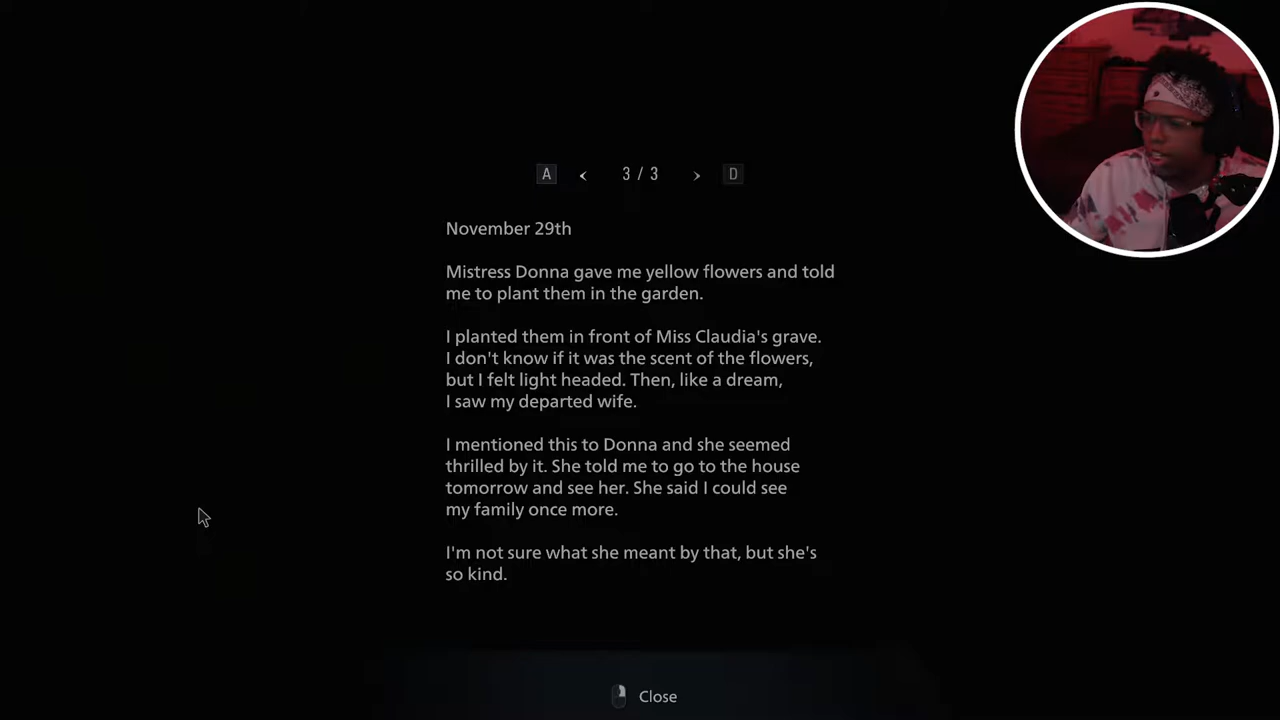 A < 3 / 3 > D
November 29th
Mistress Donna gave me yellow flowers and told
me to plant them in the garden.
I planted them in front of Miss Claudia's grave.
I don't know if it was the scent of the flowers,
but I felt light headed. Then, like a dream,
I saw my departed wife.
I mentioned this to Donna and she seemed
thrilled by it. She told me to go to the house
tomorrow and see her. She said I could see
my family once more.
I'm not sure what she meant by that, but she's
so kind.
Close